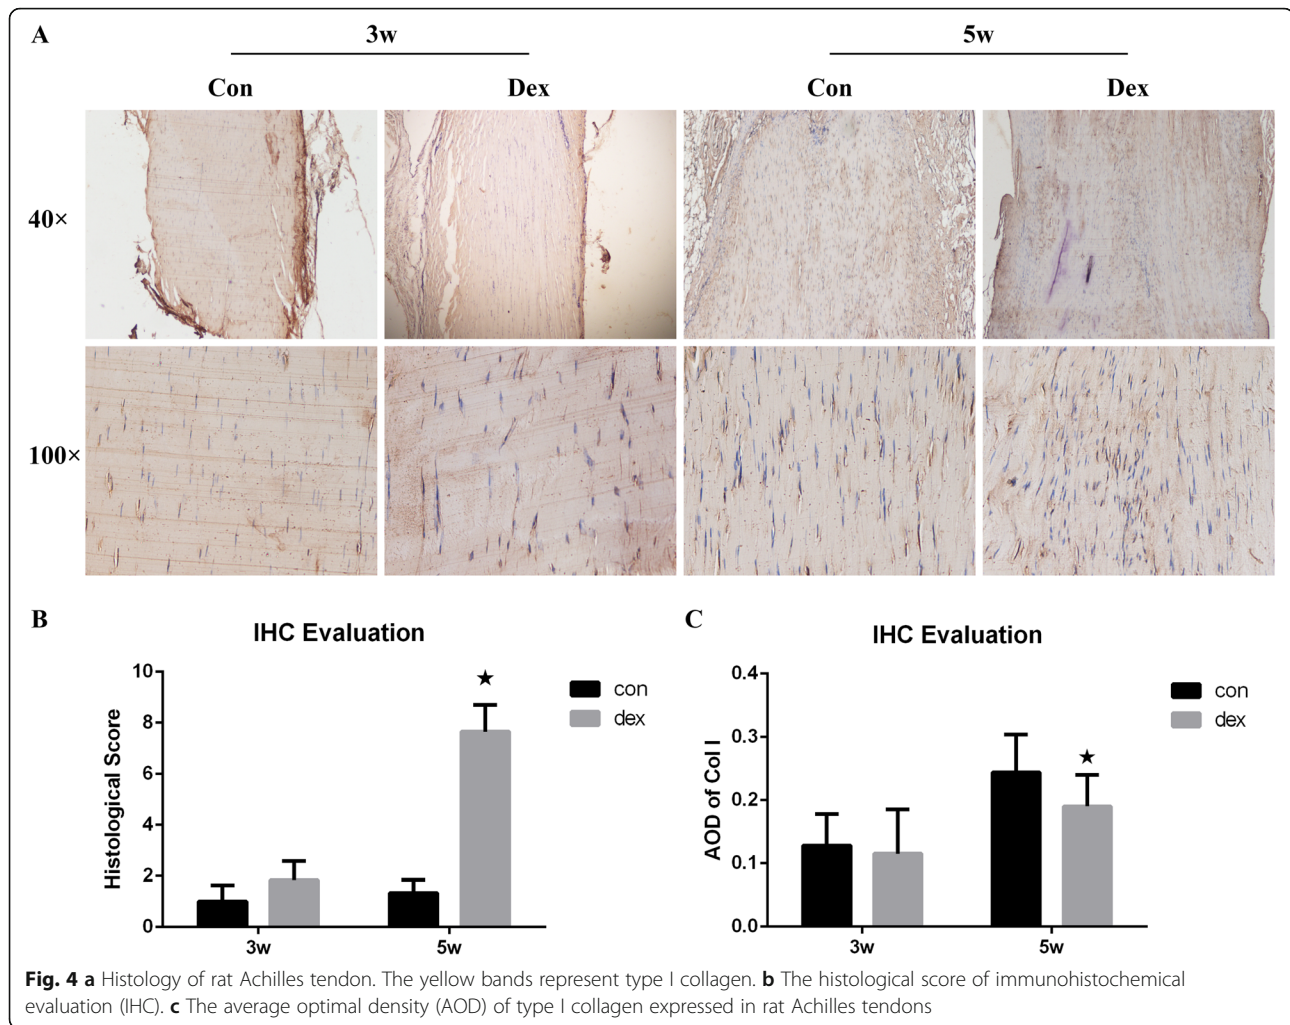 A
3w
5w
Con
Dex
Con
Dex
40×
100×
B
IHC Evaluation
Histological Score
10
8
6
4
2
0
3w
5w
★
con
dex
C
IHC Evaluation
AOD of Col I
0.4
0.3
0.2
0.1
0.0
3w
5w
★
con
dex
Fig. 4 a Histology of rat Achilles tendon. The yellow bands represent type I collagen. b The histological score of immunohistochemical
evaluation (IHC). c The average optimal density (AOD) of type I collagen expressed in rat Achilles tendons